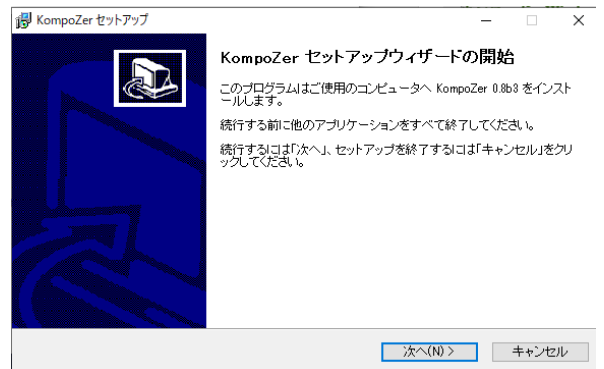 KompoZer セットアップ
KompoZer セットアップウィザードの開始
このプログラムはご使用のコンピュータへ KompoZer 0.8b3 をインスト
ールします。
続行する前に他のアプリケーションをすべて終了してください。
続行するには「次へ」、セットアップを終了するには「キャンセル」をクリ
ックしてください。
次へ(N) >
キャンセル